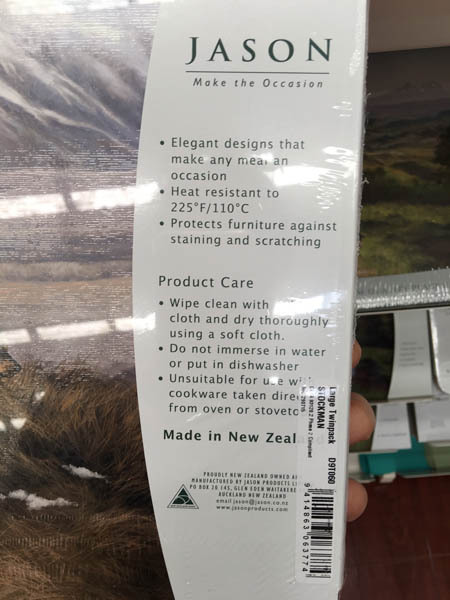 JASON
Make the Occasion
• Elegant designs that
make any meal an
occasion
• Heat resistant to
225°F/110°C
• Protects furniture against
staining and scratching
Product Care
• Wipe clean with
cloth and dry thoroughly
using a soft cloth.
• Do not immerse in water
or put in dishwasher
• Unsuitable for use
cookware taken
from oven or
Made in New
PROUDLY NEW ZEALAND OWNED
MANUFACTURED BY JASON PRODUCTS
PO BOX 20 145, GLEN EDEN WAITAKERE
AUCKLAND NEW ZEALAND
email jason@jason.co.nz
www.jasonproducts.com
Large Twinpack D9T060
STOCKMAN
9414863063774